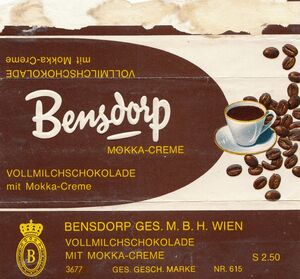 mit Mokka-Creme
VOLLMILCHSCHOKOLADE
Bensdorp
MOKKA-CREME
VOLLMILCHSCHOKOLADE
mit Mokka-Creme
B
BENSDORP GES. M. B. H. WIEN
VOLLMILCHSCHOKOLADE
MIT MOKKA-CREME
S 2.50
3677 GES. GESCH. MARKE NR. 615